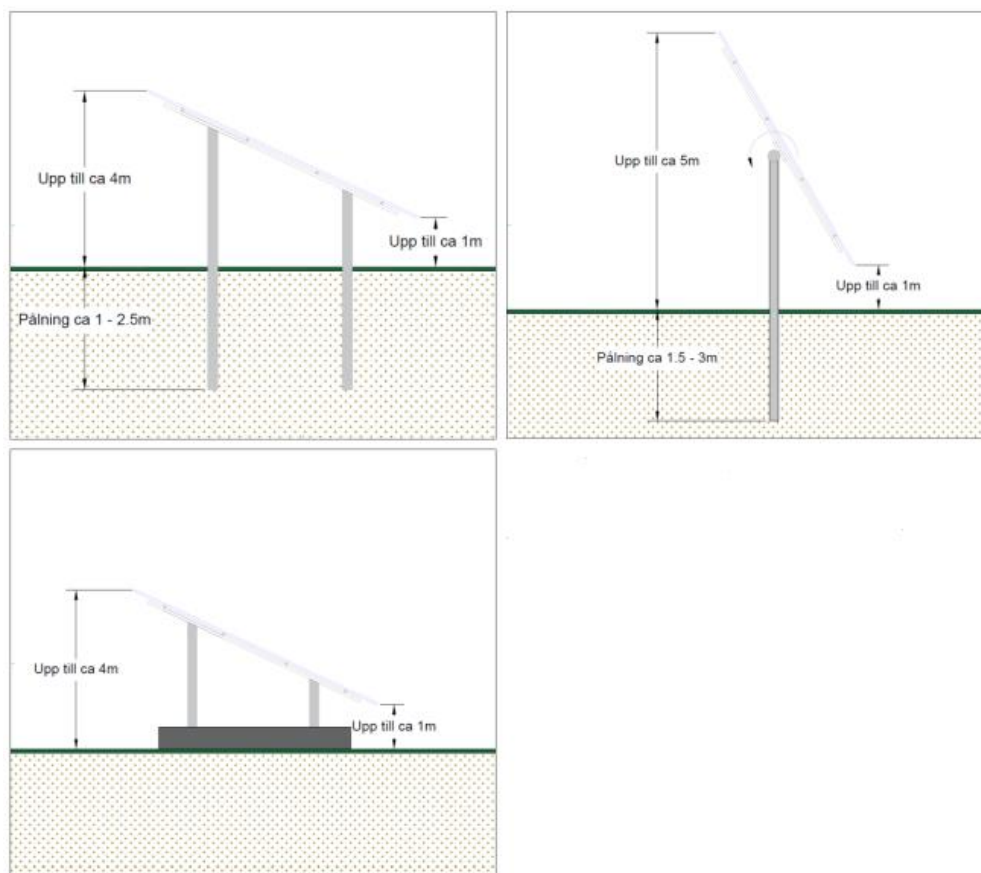 Upp till ca 4m
Upp till ca 1m
Pålning ca 1 - 2.5m
Upp till ca 5m
Upp till ca 1m
Pålning ca 1.5 - 3m
Upp till ca 4m
Upp till ca 1m